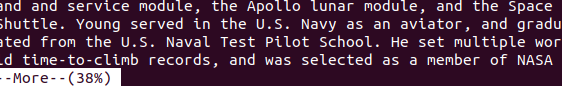 and and service module, the Apollo lunar module, and the Space
Shuttle. Young served in the U.S. Navy as an aviator, and gradu
ated from the U.S. Naval Test Pilot School. He set multiple wor
ld time-to-climb records, and was selected as a member of NASA
--More--(38%)